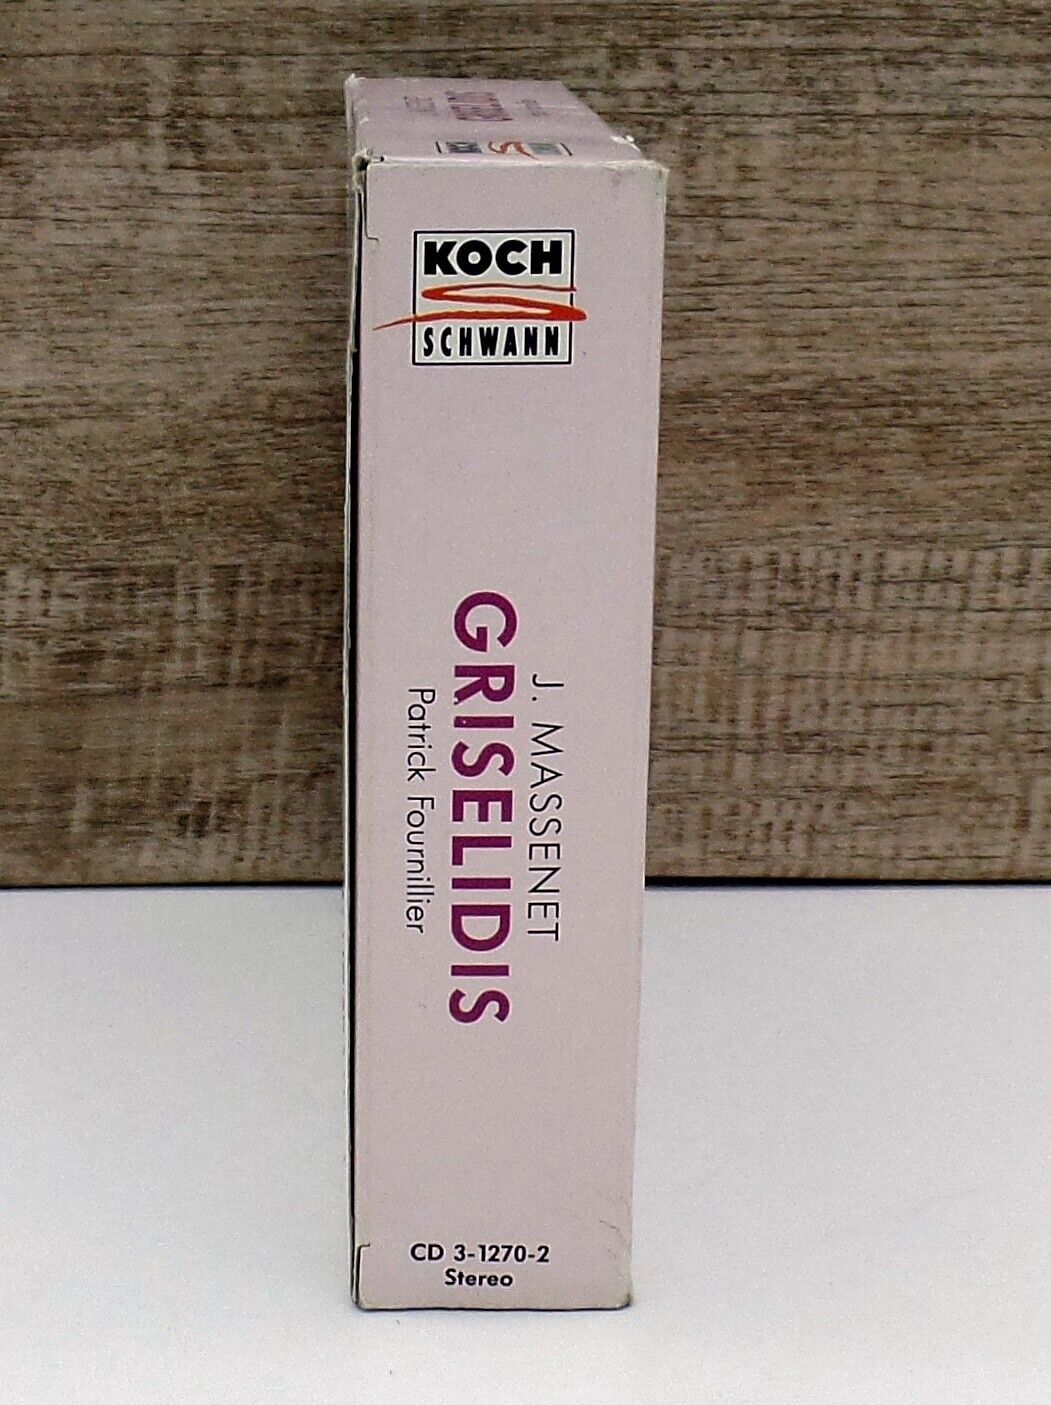 KOCH
SCHWANN
J. MASSENET
GRISELIDIS
Patrick Fournillier
CD 3-1270-2
Stereo